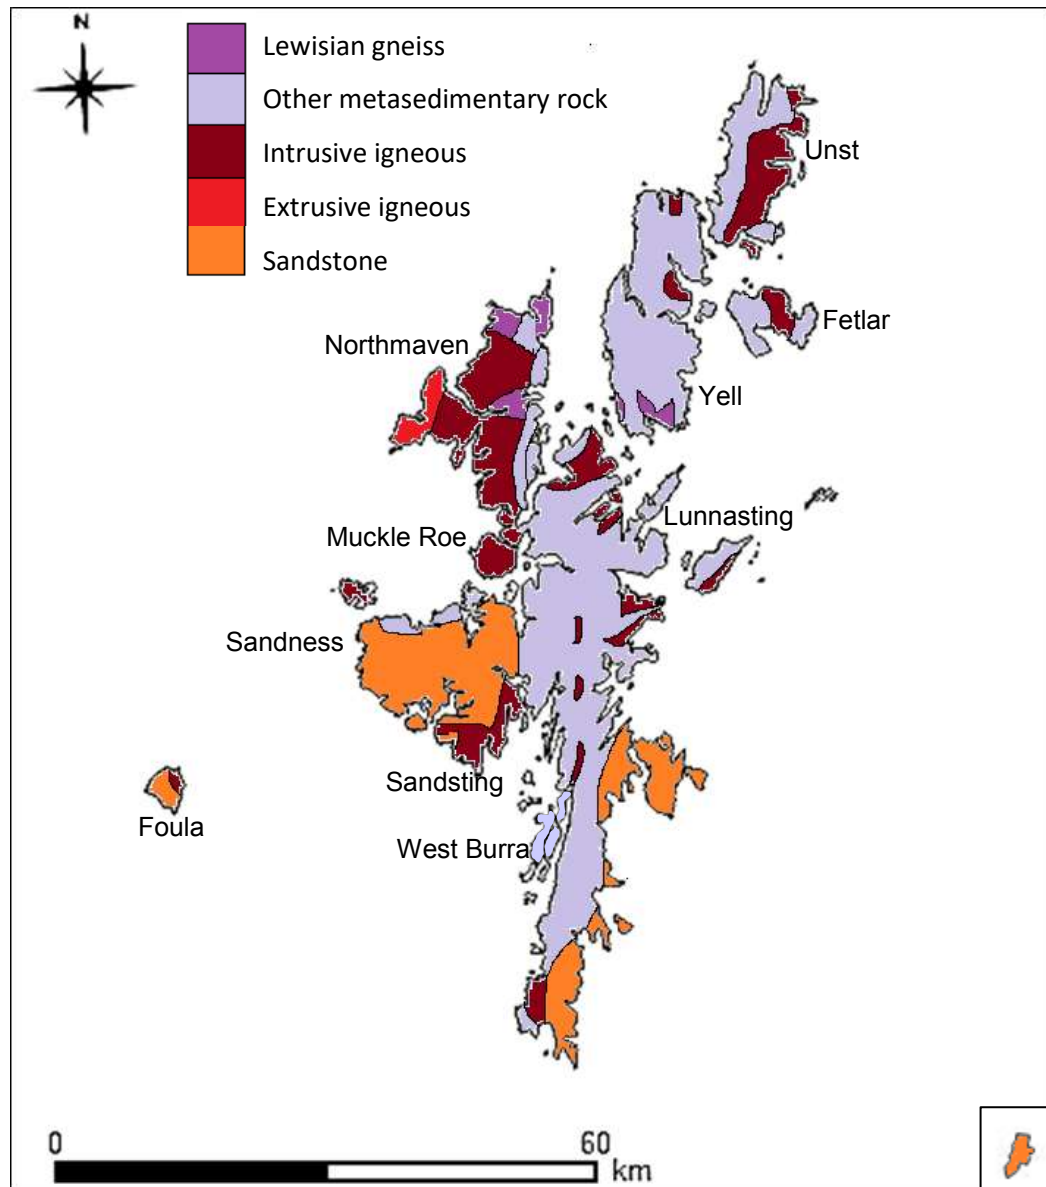 N
Lewisian gneiss
Other metasedimentary rock
Intrusive igneous
Extrusive igneous
Sandstone
Unst
Fetlar
Northmaven
Yell
Lunnasting
Muckle Roe
Sandness
Sandsting
Foula
West Burra
0 60
km